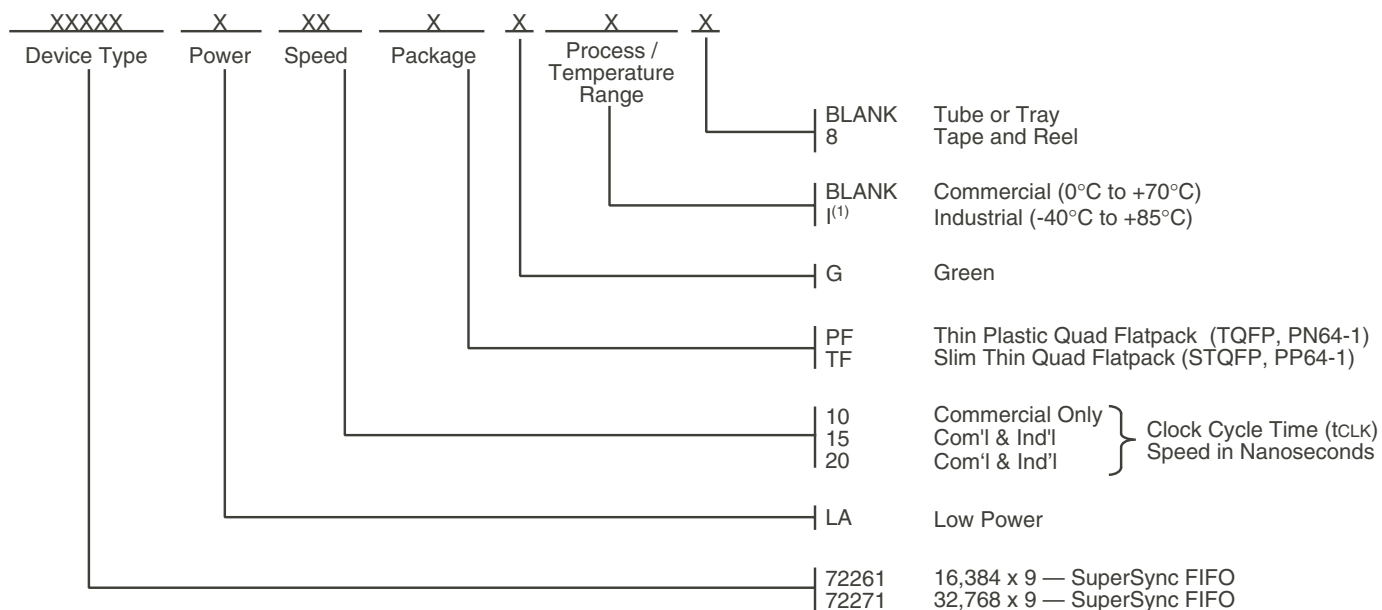 XXXXX X XX X X X X
Device Type Power Speed Package Process /
Temperature
Range
BLANK Tube or Tray
8 Tape and Reel
BLANK Commercial (0°C to +70°C)
I(1) Industrial (-40°C to +85°C)
G Green
PF Thin Plastic Quad Flatpack (TQFP, PN64-1)
TF Slim Thin Quad Flatpack (STQFP, PP64-1)
10 Commercial Only
15 Com'l & Ind'l
20 Com‘l & Ind’l
Clock Cycle Time (tCLK)
Speed in Nanoseconds
LA Low Power
72261 16,384 x 9 — SuperSync FIFO
72271 32,768 x 9 — SuperSync FIFO